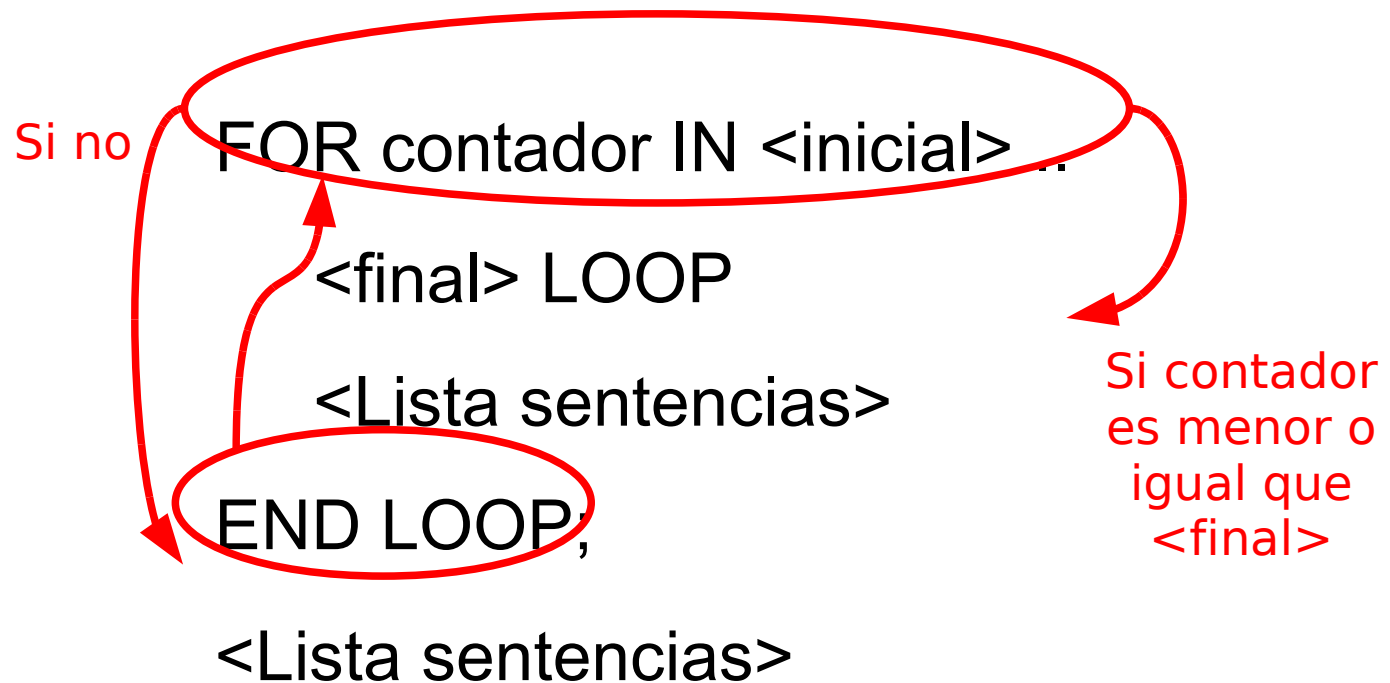 Si no
FOR contador IN <inicial> ..
<final> LOOP
<Lista sentencias>
END LOOP;
<Lista sentencias>
Si contador
es menor o
igual que
<final>